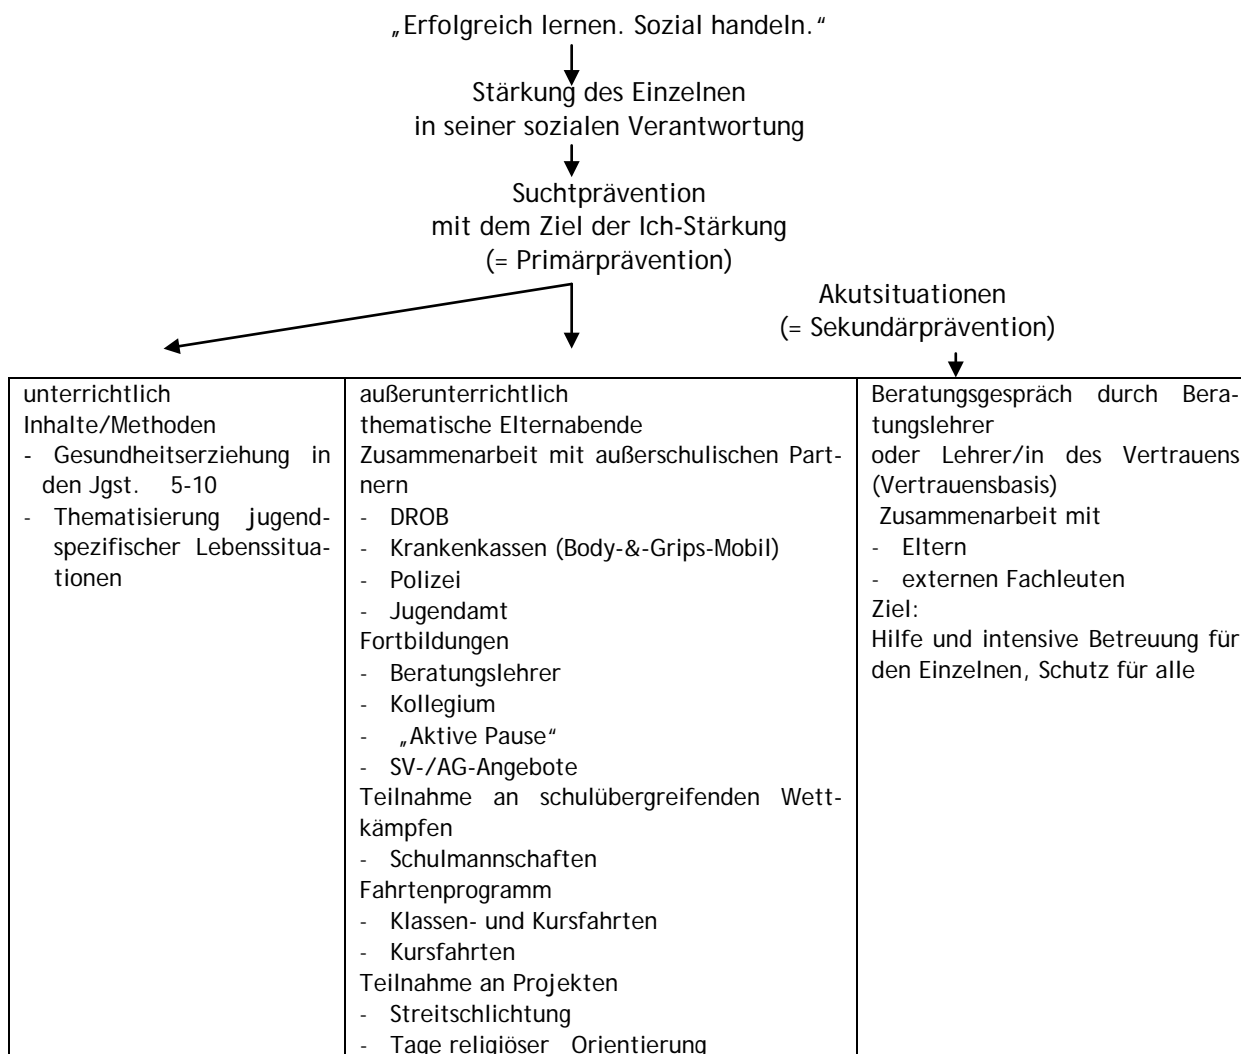 „Erfolgreich lernen. Sozial handeln.“
Stärkung des Einzelnen
in seiner sozialen Verantwortung
Suchtprävention
mit dem Ziel der Ich-Stärkung
(= Primärprävention)
Akutsituationen
(= Sekundärprävention)
unterrichtlich
Inhalte/Methoden
- Gesundheitserziehung in
den Jgst. 5-10
- Thematisierung jugend-
spezifischer Lebenssitua-
tionen
außerunterrichtlich
thematische Elternabende
Zusammenarbeit mit außerschulischen Part-
nern
- DROB
- Krankenkassen (Body-&-Grips-Mobil)
- Polizei
- Jugendamt
Fortbildungen
- Beratungslehrer
- Kollegium
- „Aktive Pause“
- SV-/AG-Angebote
Teilnahme an schulübergreifenden Wett-
kämpfen
- Schulmannschaften
Fahrtenprogramm
- Klassen- und Kursfahrten
- Kursfahrten
Teilnahme an Projekten
- Streitschlichtung
- Tage religiöser Orientierung
Beratungsgespräch durch Bera-
tungslehrer
oder Lehrer/in des Vertrauens
(Vertrauensbasis)
Zusammenarbeit mit
- Eltern
- externen Fachleuten
Ziel:
Hilfe und intensive Betreuung für
den Einzelnen, Schutz für alle